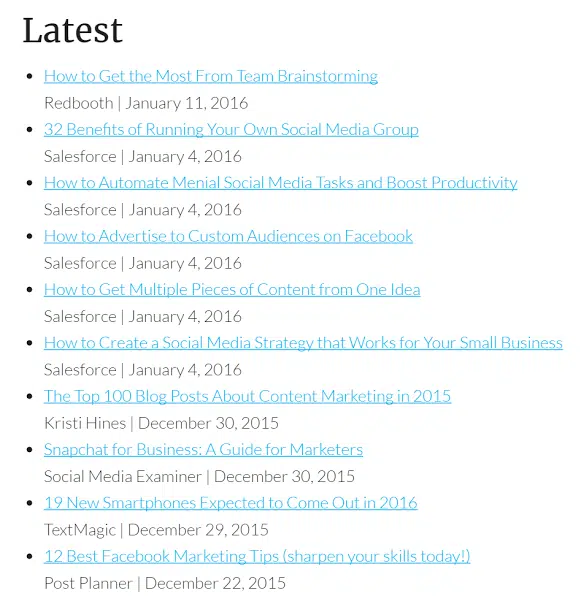 Latest
How to Get the Most From Team Brainstorming
Redbooth | January 11, 2016
32 Benefits of Running Your Own Social Media Group
Salesforce | January 4, 2016
How to Automate Menial Social Media Tasks and Boost Productivity
Salesforce | January 4, 2016
How to Advertise to Custom Audiences on Facebook
Salesforce | January 4, 2016
How to Get Multiple Pieces of Content from One Idea
Salesforce | January 4, 2016
How to Create a Social Media Strategy that Works for Your Small Business
Salesforce | January 4, 2016
The Top 100 Blog Posts About Content Marketing in 2015
Kristi Hines | December 30, 2015
Snapchat for Business: A Guide for Marketers
Social Media Examiner | December 30, 2015
19 New Smartphones Expected to Come Out in 2016
TextMagic | December 29, 2015
12 Best Facebook Marketing Tips (sharpen your skills today!)
Post Planner | December 22, 2015